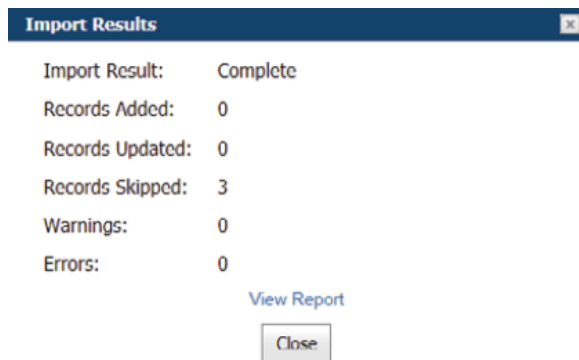 Import Results
Import Result: Complete
Records Added: 0
Records Updated: 0
Records Skipped: 3
Warnings: 0
Errors: 0
View Report
Close